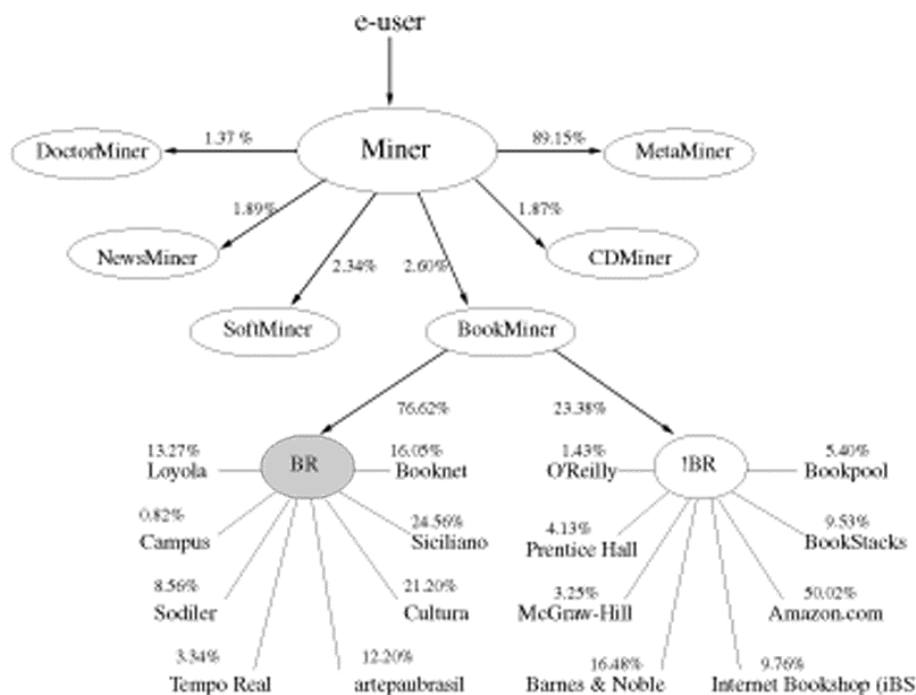 e-user
Miner
1.37 %
89.15%
DoctorMiner
MetaMiner
1.89%
1.87%
NewsMiner
CDMiner
2.34%
2.60%
SoftMiner
BookMiner
76.62%
23.38%
13.27%
Loyola
BR
16.05%
Booknet
1.43%
O'Reilly
!BR
5.40%
Bookpool
0.82%
Campus
24.56%
Siciliano
4.13%
Prentice Hall
9.53%
BookStacks
8.56%
Sodiler
21.20%
Cultura
3.25%
McGraw-Hill
50.02%
Amazon.com
3.34%
Tempo Real
12.20%
artepaubrasil
16.48%
Barnes & Noble
9.76%
Internet Bookshop (iBS